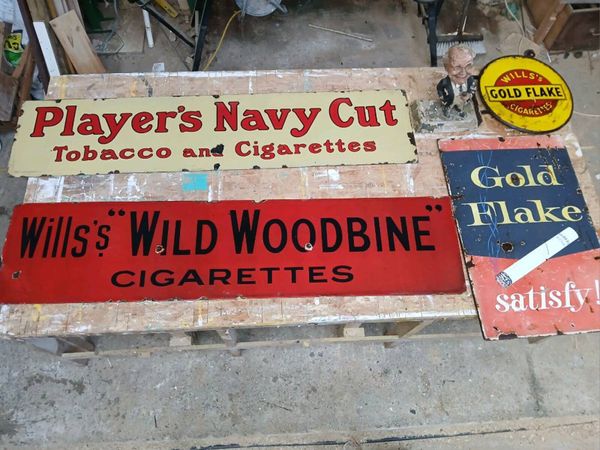 Player's Navy Cut
Tobacco and Cigarettes
WILLS'S
GOLD FLAKE
CIGARETTES
Wills's "WILD WOODBINE"
CIGARETTES
Gold
Flake
satisfy!